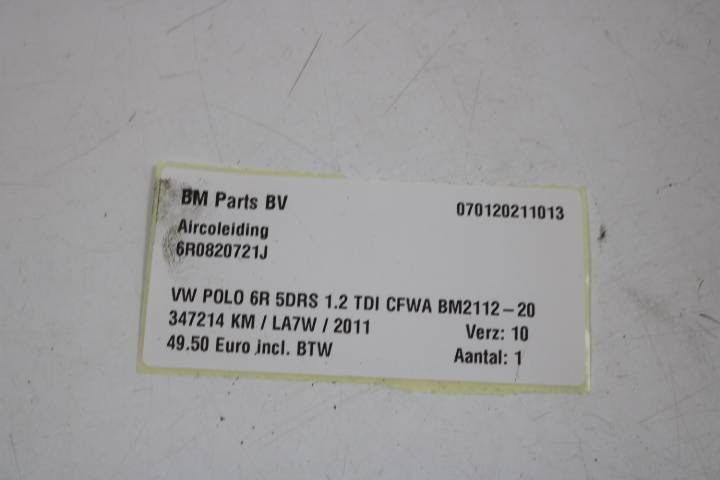 BM Parts BV 070120211013
Aircoleiding
6R0820721J
VW POLO 6R 5DRS 1.2 TDI CFWA BM2112-20
347214 KM / LA7W / 2011 Verz: 10
49.50 Euro incl. BTW Aantal: 1